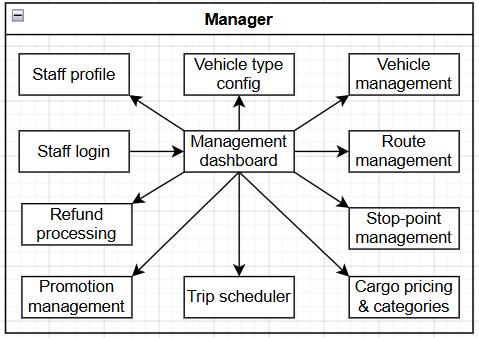 Manager
Staff profile
Vehicle type
config
Vehicle
management
Staff login
Management
dashboard
Route
management
Refund
processing
Stop-point
management
Promotion
management
Trip scheduler
Cargo pricing
& categories